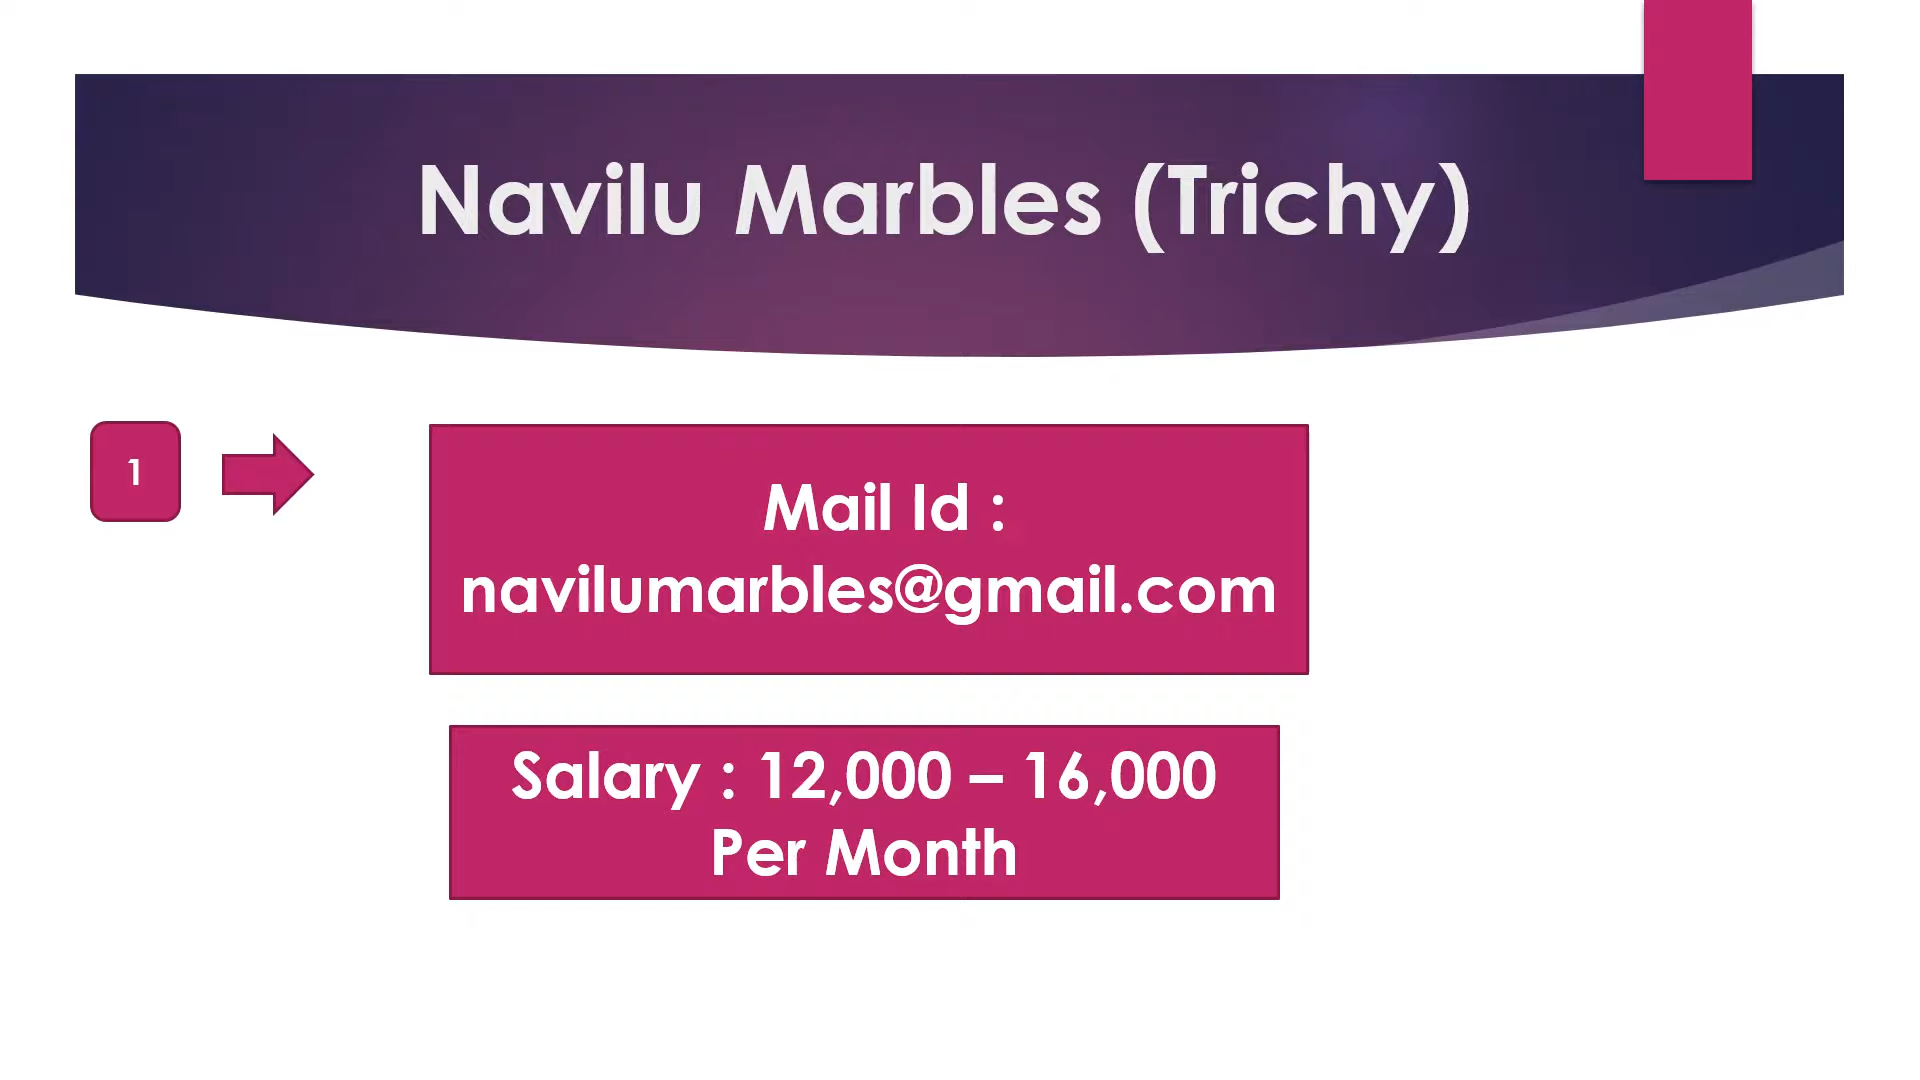 Navilu Marbles (Trichy)
1
Mail Id :
navilumarbles@gmail.com
Salary : 12,000 – 16,000
Per Month